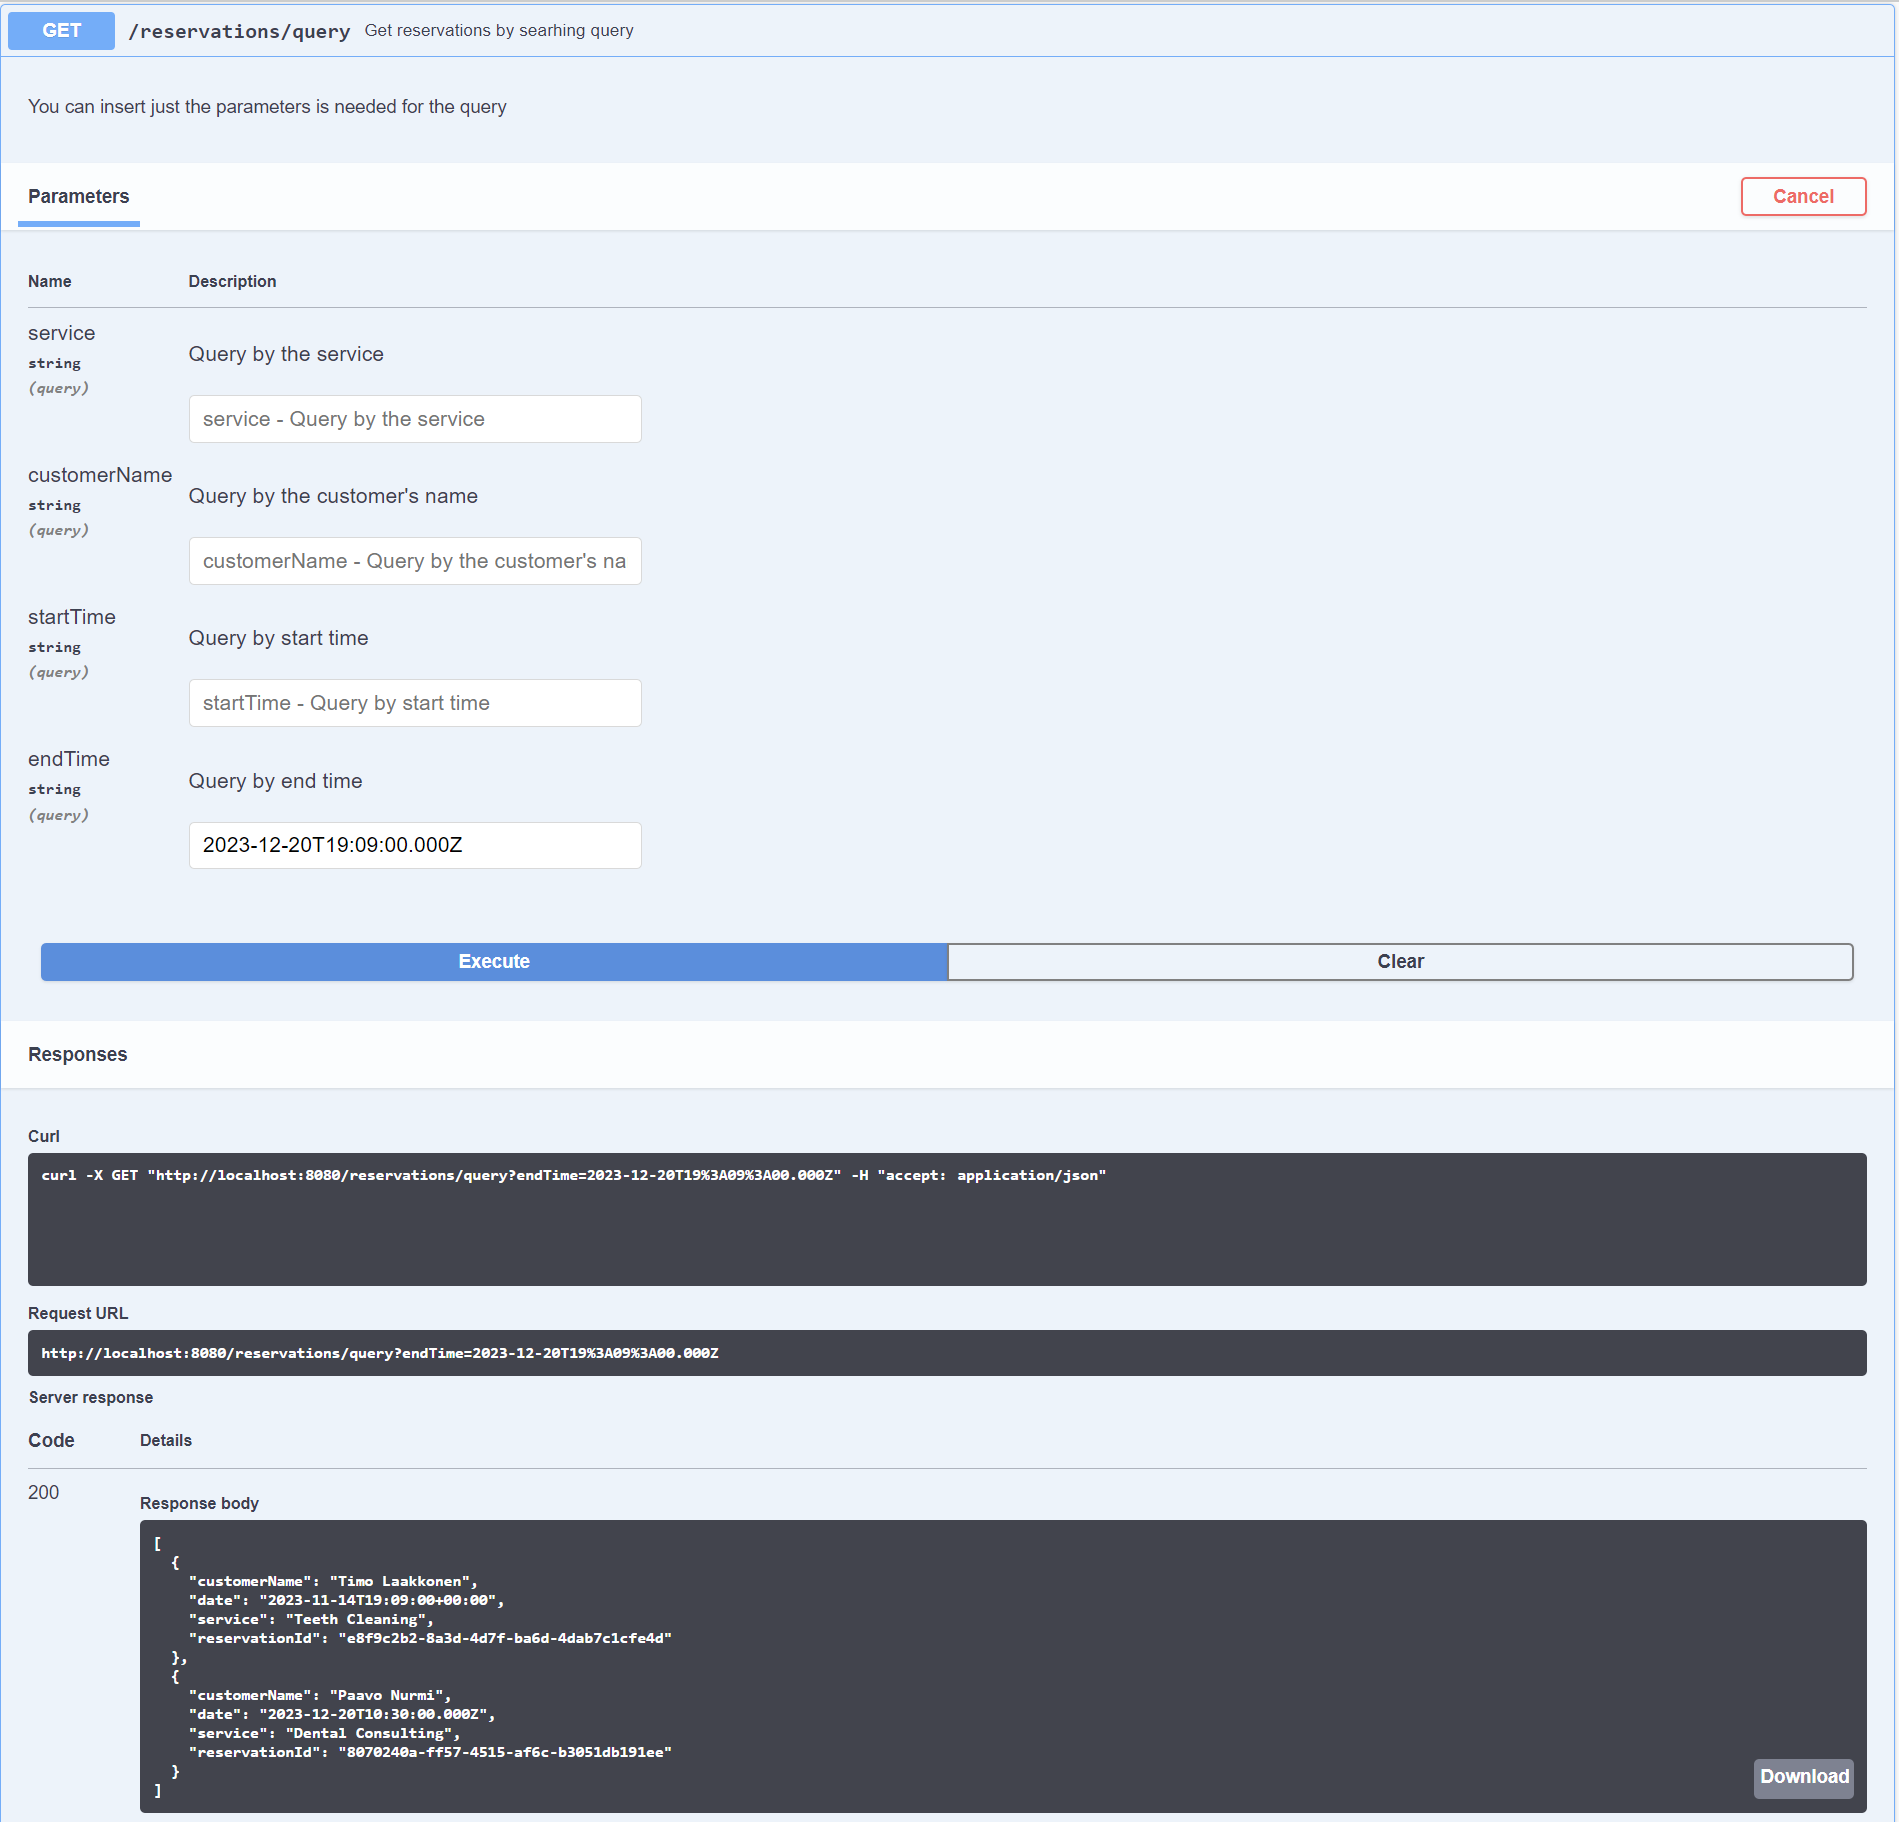 GET /reservations/query Get reservations by searhing query
You can insert just the parameters is needed for the query
Parameters
Cancel
Name Description
service
string
(query)
Query by the service
service - Query by the service
customerName
string
(query)
Query by the customer's name
customerName - Query by the customer's na
startTime
string
(query)
Query by start time
startTime - Query by start time
endTime
string
(query)
Query by end time
2023-12-20T19:09:00.000Z
Execute
Clear
Responses
Curl
curl -X GET "http://localhost:8080/reservations/query?endTime=2023-12-20T19%3A09%3A00.000Z" -H "accept: application/json"
Request URL
http://localhost:8080/reservations/query?endTime=2023-12-20T19%3A09%3A00.000Z
Server response
Code Details
200
Response body
[
  {
    "customerName": "Timo Laakkonen",
    "date": "2023-11-14T19:09:00+00:00",
    "service": "Teeth Cleaning",
    "reservationId": "e8f9c2b2-8a3d-4d7f-ba6d-4dab7c1cfe4d"
  },
  {
    "customerName": "Paavo Nurmi",
    "date": "2023-12-20T10:30:00.000Z",
    "service": "Dental Consulting",
    "reservationId": "8070240a-ff57-4515-af6c-b3051db191ee"
  }
]
Download